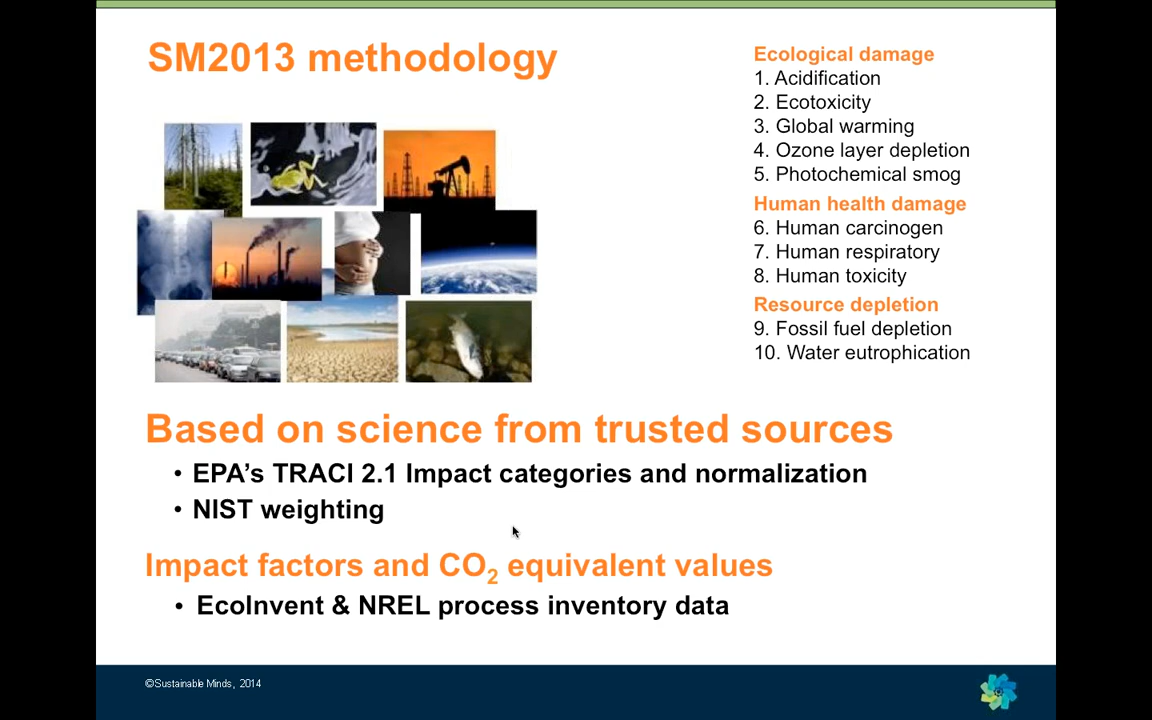 SM2013 methodology
Ecological damage
1. Acidification
2. Ecotoxicity
3. Global warming
4. Ozone layer depletion
5. Photochemical smog
Human health damage
6. Human carcinogen
7. Human respiratory
8. Human toxicity
Resource depletion
9. Fossil fuel depletion
10. Water eutrophication
Based on science from trusted sources
• EPA’s TRACI 2.1 Impact categories and normalization
• NIST weighting
Impact factors and CO₂ equivalent values
• EcoInvent & NREL process inventory data
©Sustainable Minds, 2014